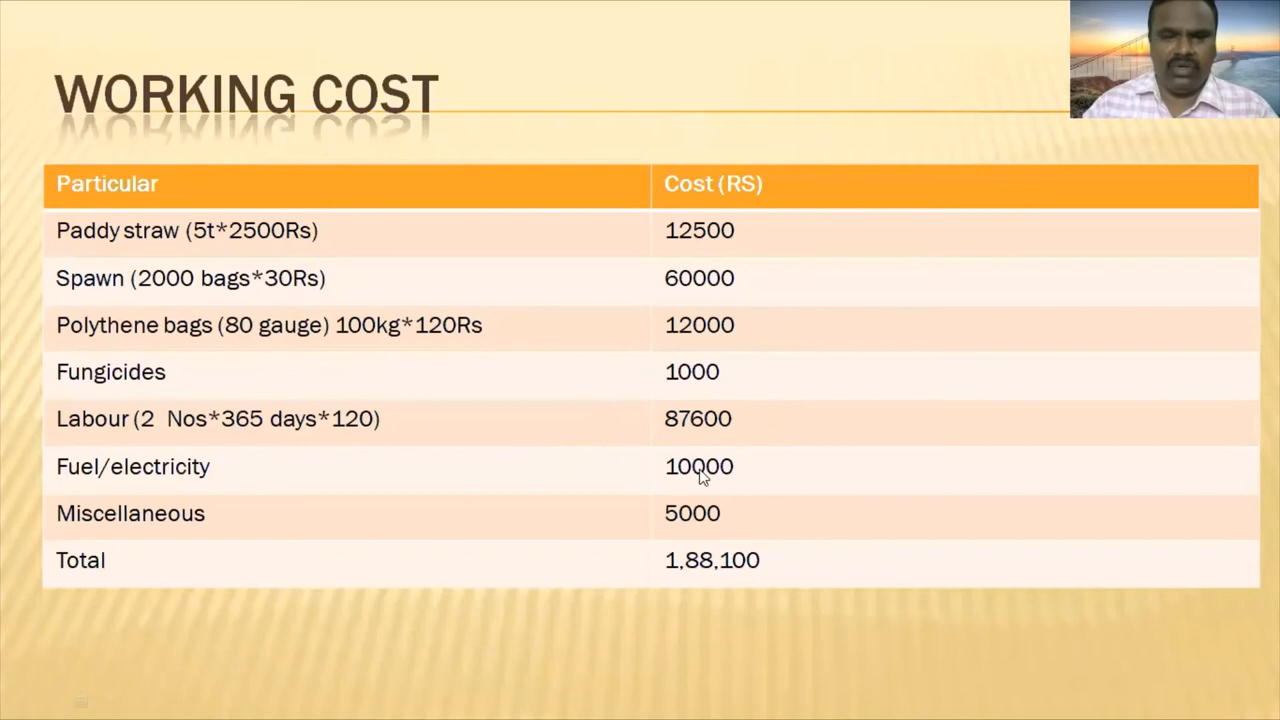 WORKING COST
Particular Cost (RS)
Paddy straw (5t*2500Rs) 12500
Spawn (2000 bags*30Rs) 60000
Polythene bags (80 gauge) 100kg*120Rs 12000
Fungicides 1000
Labour (2 Nos*365 days*120) 87600
Fuel/electricity 10000
Miscellaneous 5000
Total 1,88,100